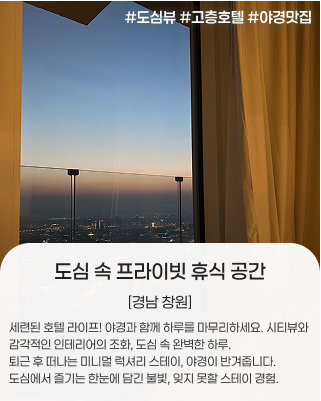 #도심뷰 #고층호텔 #야경맛집
도심 속 프라이빗 휴식 공간
[경남 창원]
세련된 호텔 라이프! 야경과 함께 하루를 마무리하세요. 시티뷰와
감각적인 인테리어의 조화, 도심 속 완벽한 하루.
퇴근 후 떠나는 미니멀 럭셔리 스테이, 야경이 반겨줍니다.
도심에서 즐기는 한눈에 담긴 불빛, 잊지 못할 스테이 경험.